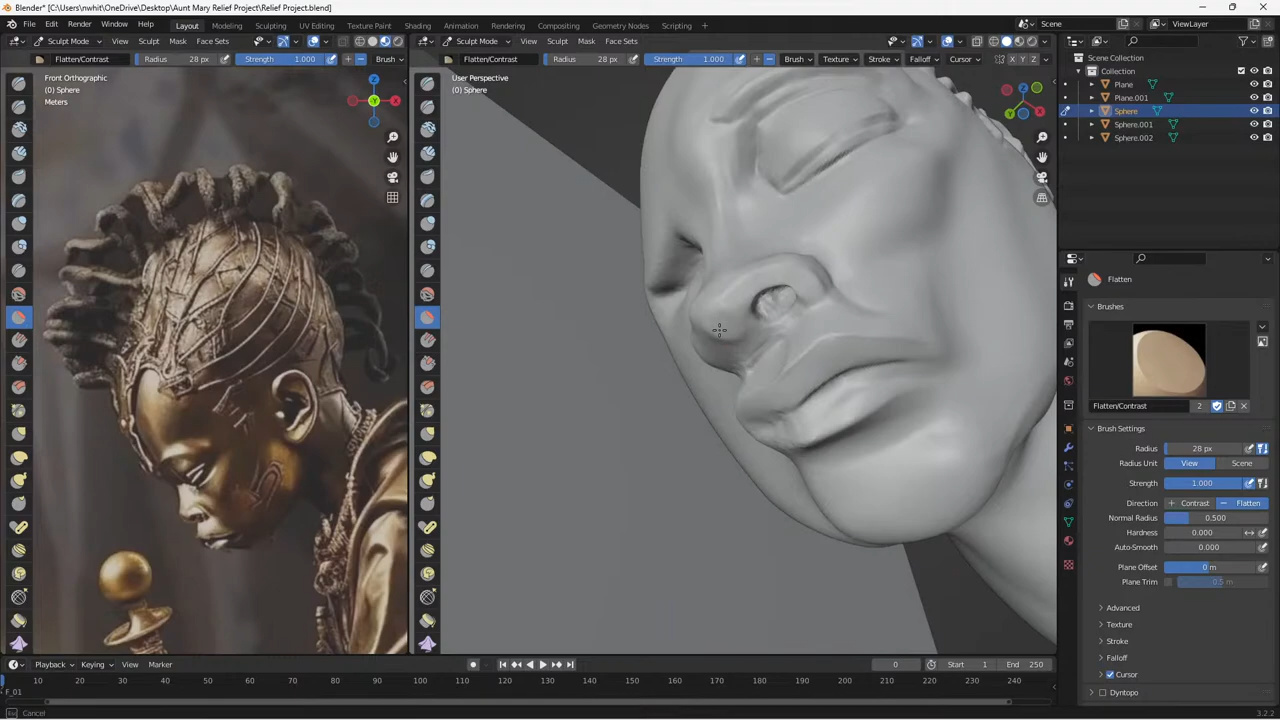 Blender* [C:\Users\nwhit\OneDrive\Desktop\Aunt Mary Relief Project\Relief Project.blend]
File Edit Render Window Help Layout Modeling Sculpting UV Editing Texture Paint Shading Animation Rendering Compositing Geometry Nodes Scripting + Scene ViewLayer
Sculpt Mode View Sculpt Mask Face Sets
Flatten/Contrast Radius 28 px Strength 1.000 + Brush
Front Orthographic
(0) Sphere
Meters
Z
Y
X
Sculpt Mode View Sculpt Mask Face Sets X Y Z
Flatten/Contrast Radius 28 px Strength 1.000 + Brush Texture Stroke Falloff Cursor
User Perspective
(0) Sphere
Scene Collection
Collection
Plane
Plane.001
Sphere
Sphere.001
Sphere.002
Flatten
Brushes
Flatten/Contrast 2
Brush Settings
Radius 28 px
Radius Unit View Scene
Strength 1.000
Direction + Contrast − Flatten
Normal Radius 0.500
Hardness 0.000
Auto-Smooth 0.000
Plane Offset 0 m
Plane Trim 0.5 m
Advanced
Texture
Stroke
Falloff
Cursor
Dyntopo
Playback Keying View Marker 0 Start 1 End 250
10 20 30 40 50 60 70 80 90 100 110 120 130 140 150 160 170 180 190 200 210 220 230 240
F_01
Cancel 3.2.2